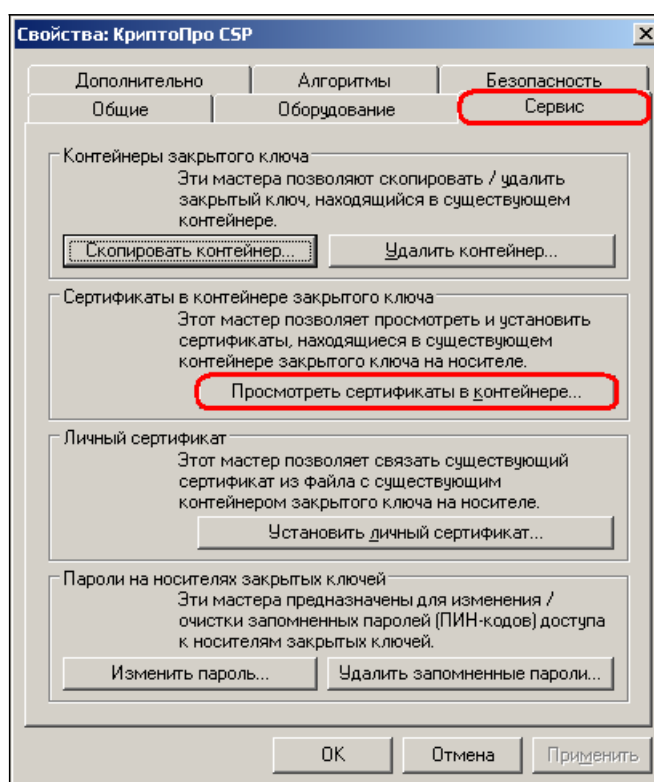 Свойства: КриптоПро CSP
Дополнительно Алгоритмы Безопасность
Общие Оборудование Сервис
Контейнеры закрытого ключа
Эти мастера позволяют скопировать / удалить
закрытый ключ, находящийся в существующем
контейнере.
Скопировать контейнер... Удалить контейнер...
Сертификаты в контейнере закрытого ключа
Этот мастер позволяет просмотреть и установить
сертификаты, находящиеся в существующем
контейнере закрытого ключа на носителе.
Просмотреть сертификаты в контейнере...
Личный сертификат
Этот мастер позволяет связать существующий
сертификат из файла с существующим
контейнером закрытого ключа на носителе.
Установить личный сертификат...
Пароли на носителях закрытых ключей
Эти мастера предназначены для изменения /
очистки запомненных паролей (ПИН-кодов) доступа
к носителям закрытых ключей.
Изменить пароль... Удалить запомненные пароли...
OK Отмена Применить